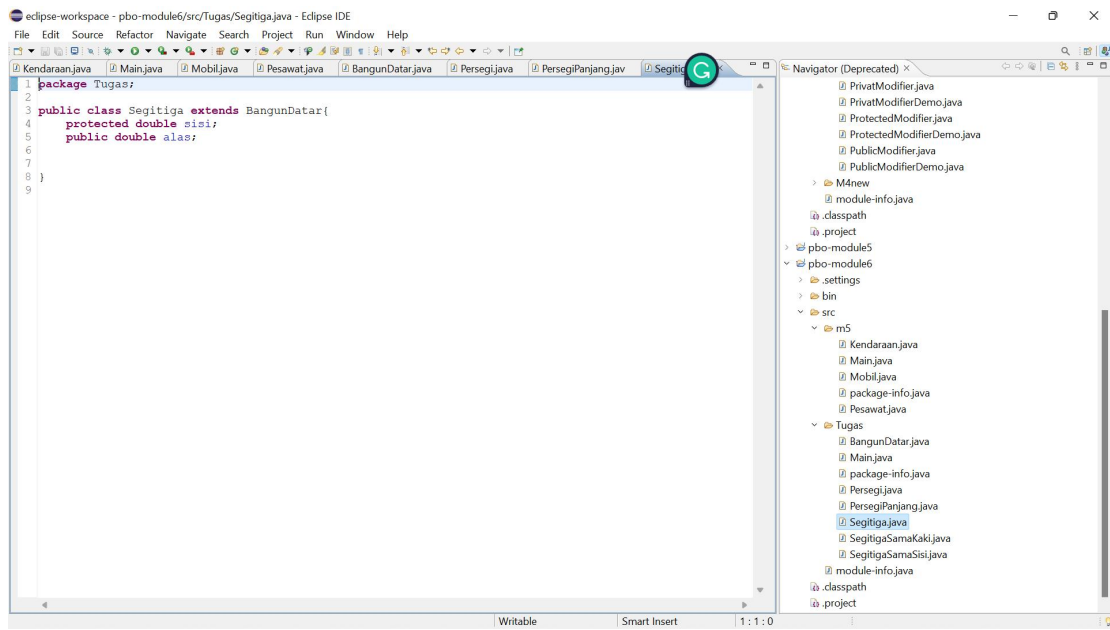 eclipse-workspace - pbo-module6/src/Tugas/Segitiga.java - Eclipse IDE
File Edit Source Refactor Navigate Search Project Run Window Help
Kendaraan.java Main.java Mobil.java Pesawat.java BangunDatar.java Persegi.java PersegiPanjang.jav Segitig
1 package Tugas;
2
3 public class Segitiga extends BangunDatar{
4 protected double sisi;
5 public double alas;
6
7
8 }
9
Navigator (Deprecated)
PrivatModifier.java
PrivatModifierDemo.java
ProtectedModifier.java
ProtectedModifierDemo.java
PublicModifier.java
PublicModifierDemo.java
M4new
module-info.java
.classpath
.project
pbo-module5
pbo-module6
.settings
bin
src
m5
Kendaraan.java
Main.java
Mobil.java
package-info.java
Pesawat.java
Tugas
BangunDatar.java
Main.java
package-info.java
Persegi.java
PersegiPanjang.java
Segitiga.java
SegitigaSamaKaki.java
SegitigaSamaSisi.java
module-info.java
.classpath
.project
Writable Smart Insert 1 : 1 : 0